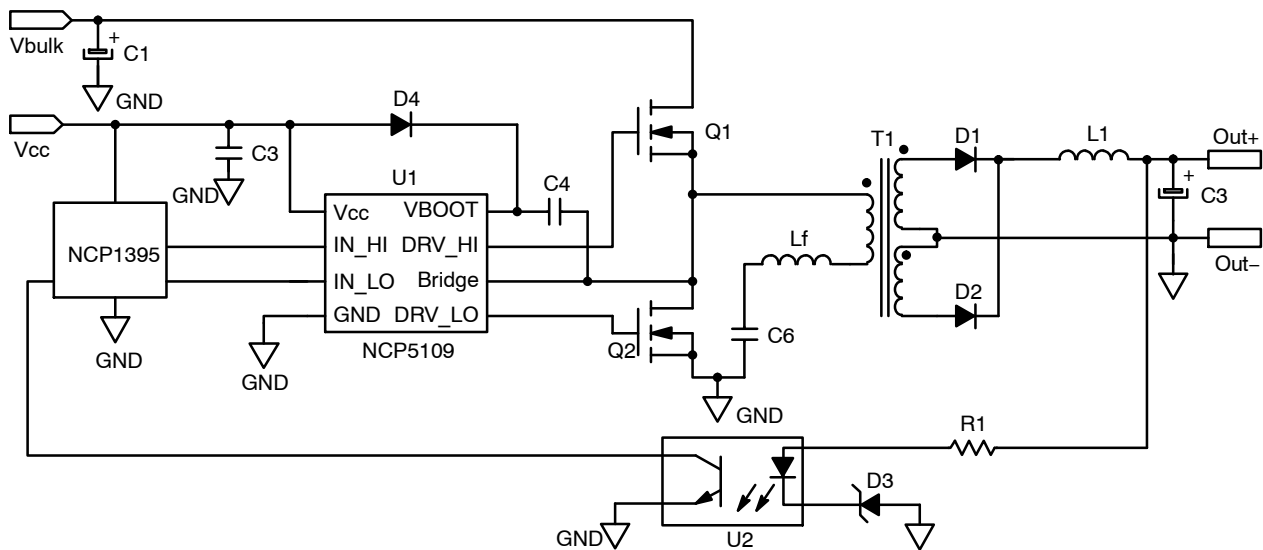 Vbulk
+
C1
GND
Vcc
D4
C3
GND
U1
C4
Q1
T1
D1
L1
Out+
+
C3
Out−
NCP1395
Vcc
VBOOT
IN_HI
DRV_HI
IN_LO
Bridge
GND
DRV_LO
NCP5109
GND
GND
Lf
C6
Q2
GND
D2
R1
D3
GND
U2